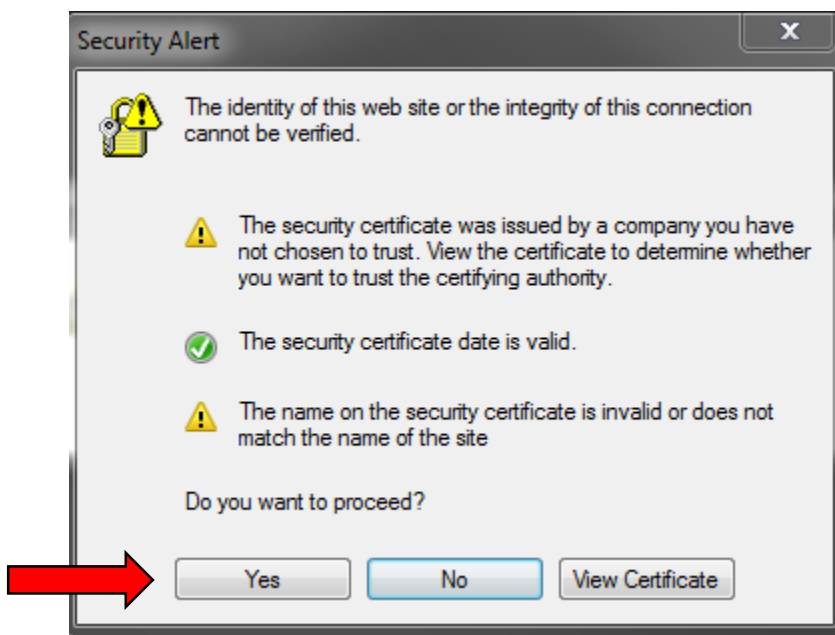 Security Alert
The identity of this web site or the integrity of this connection
cannot be verified.
The security certificate was issued by a company you have
not chosen to trust. View the certificate to determine whether
you want to trust the certifying authority.
The security certificate date is valid.
The name on the security certificate is invalid or does not
match the name of the site
Do you want to proceed?
Yes No View Certificate